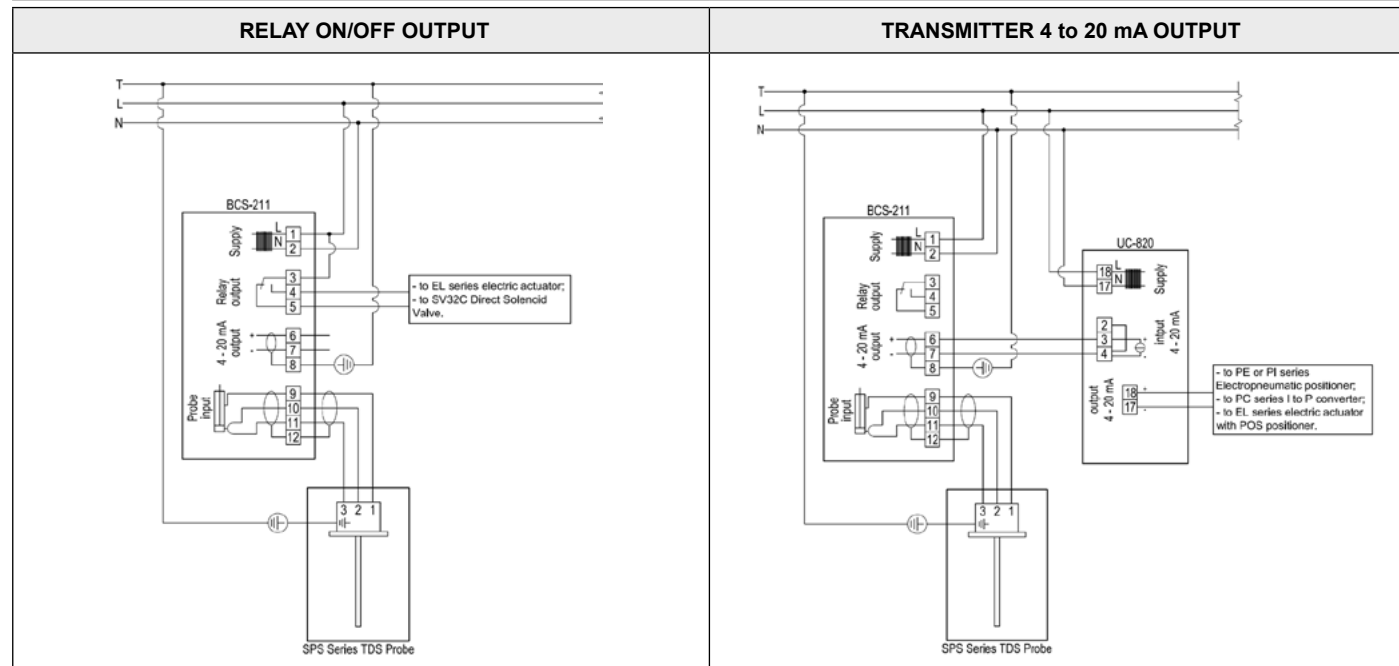 RELAY ON/OFF OUTPUT
T
L
N
BCS-211
Supply
L
N
1
2
Relay
output
3
4
5
- to EL series electric actuator;
- to SV32C Direct Solenoid
Valve.
4 - 20 mA
output
+
-
6
7
8
Probe
input
9
10
11
12
3 2 1
SPS Series TDS Probe
TRANSMITTER 4 to 20 mA OUTPUT
T
L
N
BCS-211
Supply
L
N
1
2
Relay
output
3
4
5
4 - 20 mA
output
+
-
6
7
8
Probe
input
9
10
11
12
3 2 1
SPS Series TDS Probe
UC-820
18
17
L
N
Supply
2
3
4
+
-
intput
4 - 20 mA
output
4 - 20 mA
18
17
+
-
- to PE or PI series
Electropneumatic positioner;
- to PC series I to P converter;
- to EL series electric actuator
with POS positioner.